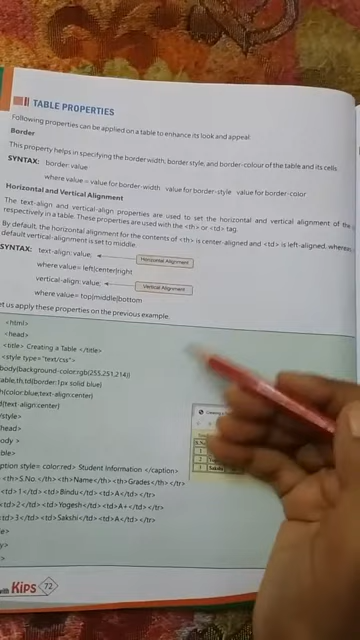 TABLE PROPERTIES
Following properties can be applied on a table to enhance its look and appeal:
Border
This property helps in specifying the border width, border style, and border-colour of the table and its cells.
SYNTAX: border: value;
where value = value for border-width value for border-style value for border-color
Horizontal and Vertical Alignment
The text-align and vertical-align properties are used to set the horizontal and vertical alignment of the
respectively in a table. These properties are used with the <th> or <td> tag.
By default, the horizontal alignment for the contents of <th> is center-aligned and <td> is left-aligned, whereas
default vertical-alignment is set to middle.
SYNTAX: text-align: value; Horizontal Alignment
where value= left|center|right
vertical-align: value; Vertical Alignment
where value= top|middle|bottom
us apply these properties on the previous example.
<html>
<head>
<title> Creating a Table </title>
<style type="text/css">
body{background-color:rgb(255,251,214)}
able,th,td{border:1px solid blue}
h{color:blue;text-align:center}
d{text-align:center}
/style>
head>
ody >
ble>
ption style= color:red> Student Information </caption>
<th>S.No.</th><th>Name</th><th>Grades</th></tr>
<td>1</td><td>Bindu</td><td>A</td></tr>
<td>2</td><td>Yogesh</td><td>A+</td></tr>
<td>3</td><td>Sakshi</td><td>A</td></tr>
e>
y>
>
1
2
3 Sakshi
with KIPS 72